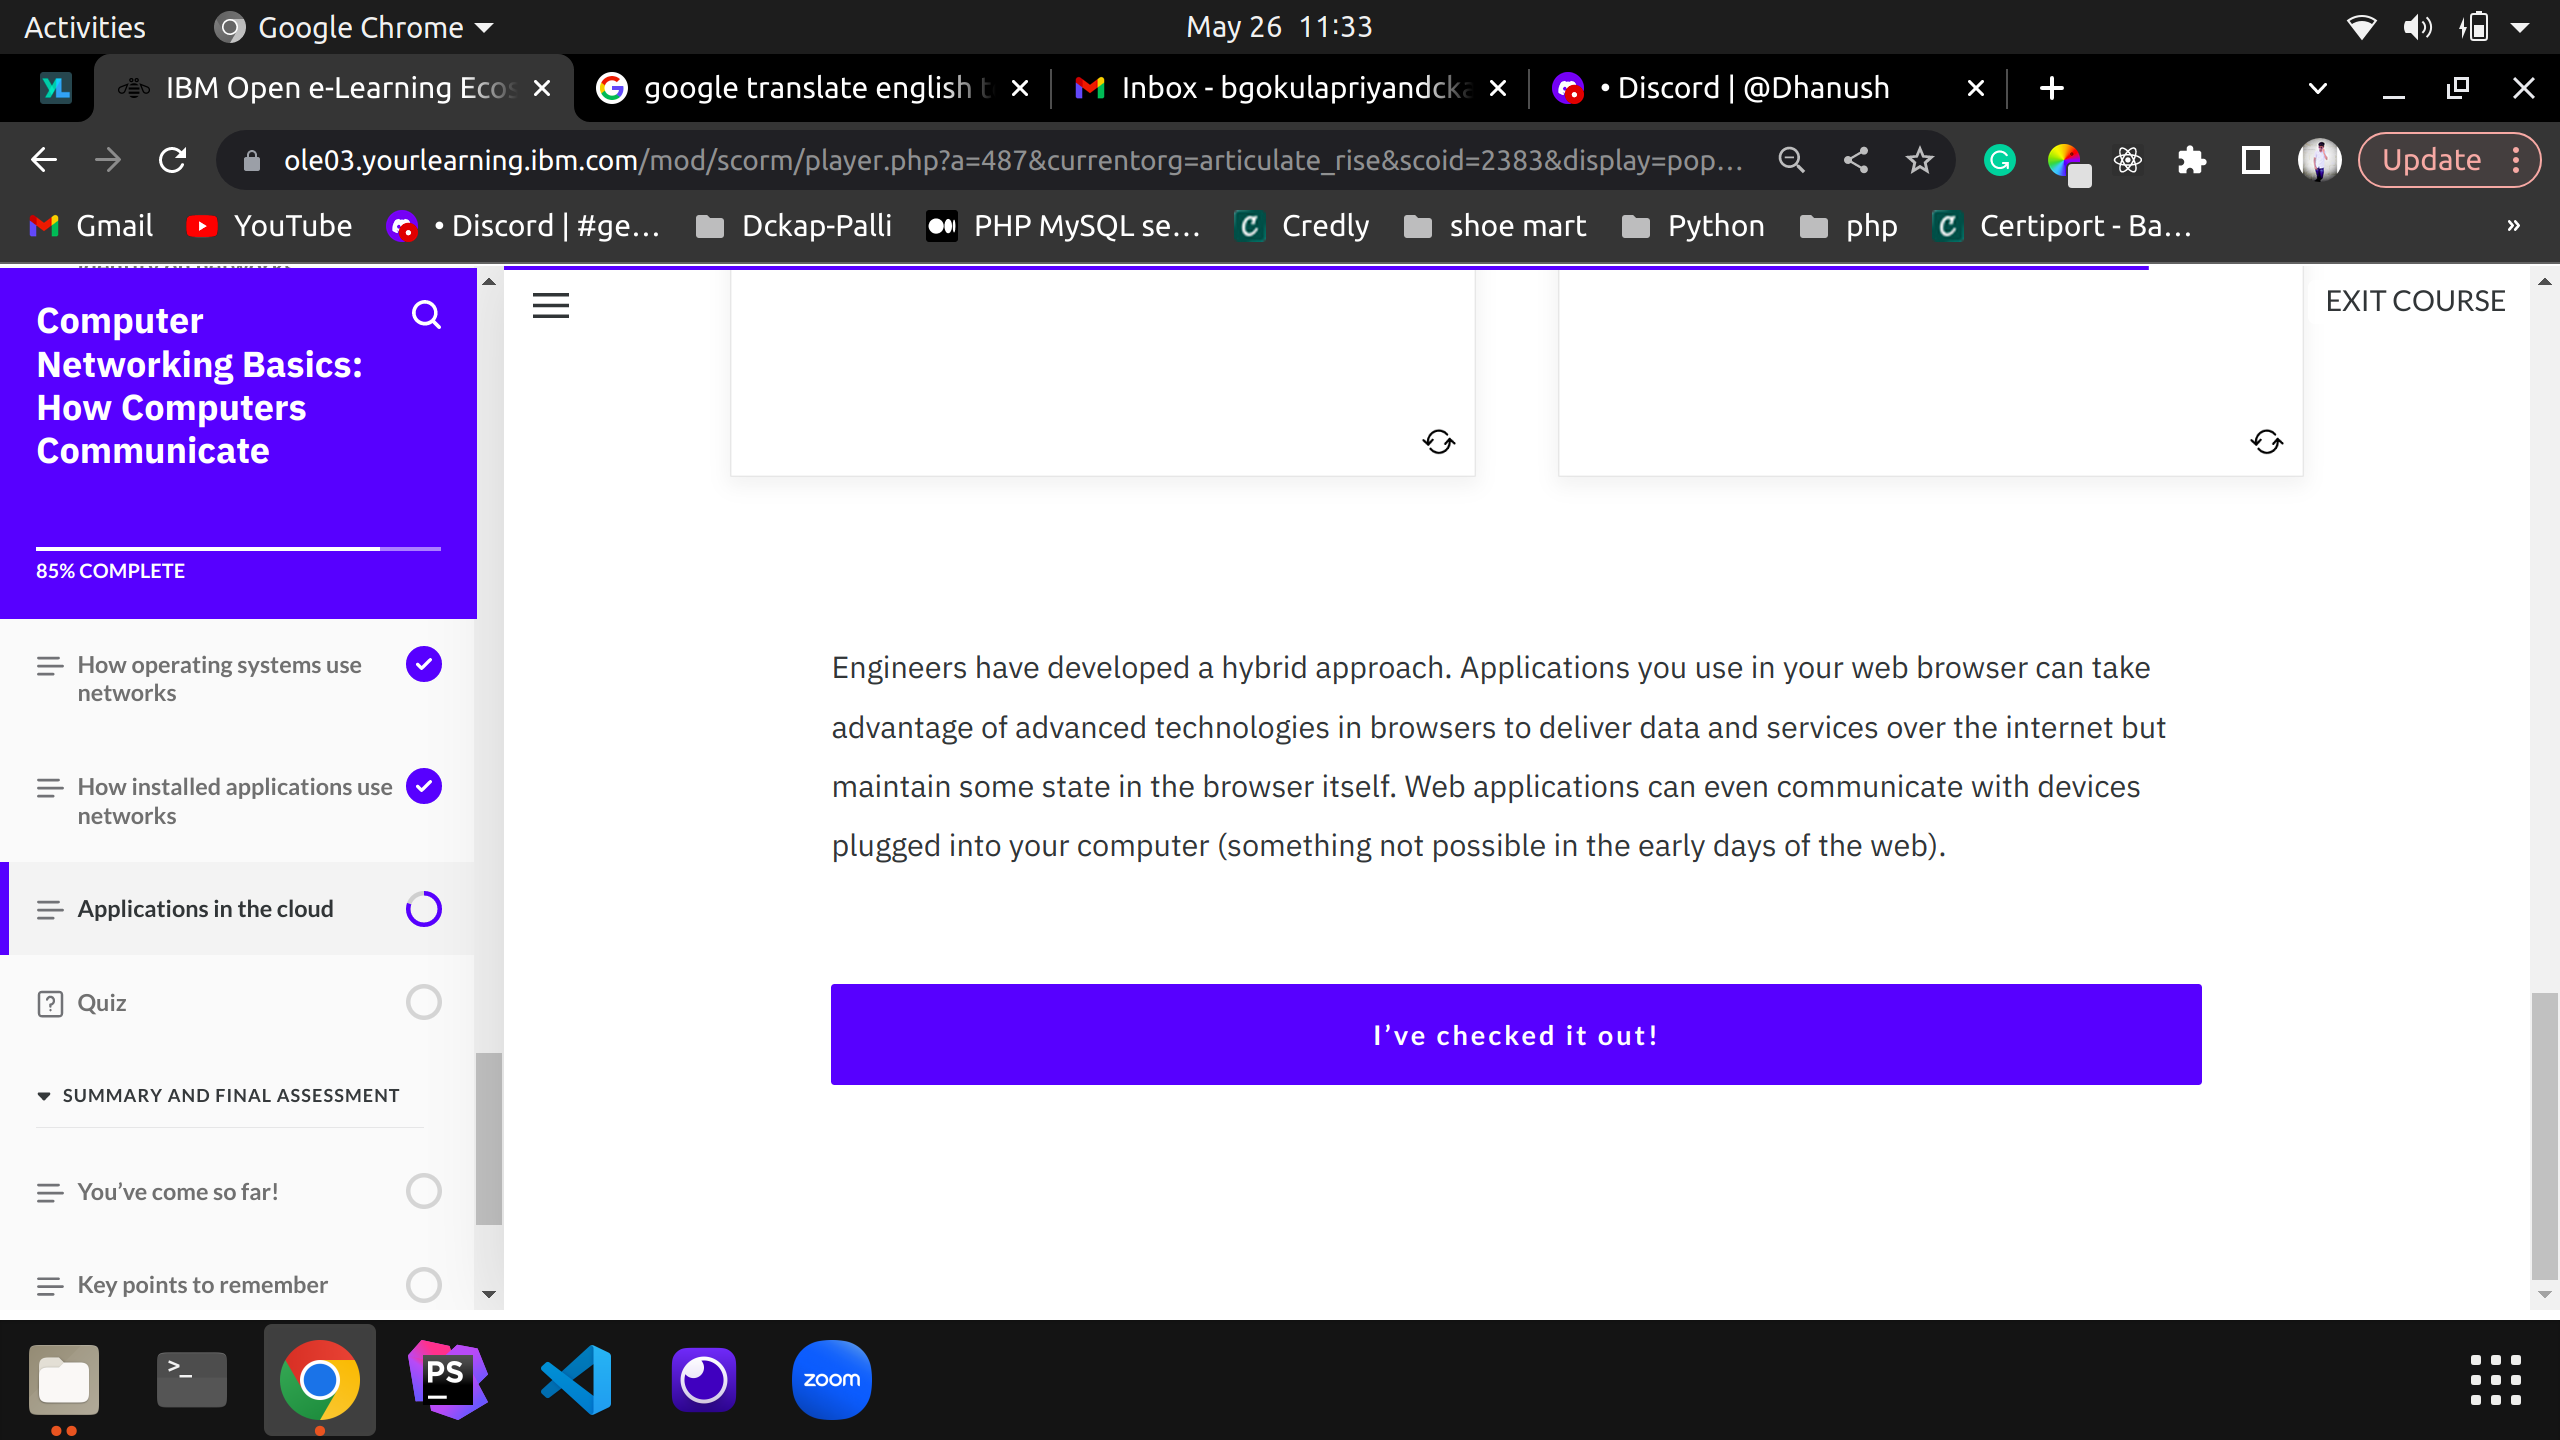 Activities
Google Chrome
May 26 11:33
IBM Open e-Learning Ecos
google translate english t
Inbox - bgokulapriyandcka
• Discord | @Dhanush
ole03.yourlearning.ibm.com/mod/scorm/player.php?a=487&currentorg=articulate_rise&scoid=2383&display=pop…
Update
Gmail
YouTube
• Discord | #ge…
Dckap-Palli
PHP MySQL se…
Credly
shoe mart
Python
php
Certiport - Ba…
»
Computer
Networking Basics:
How Computers
Communicate
85% COMPLETE
How operating systems use
networks
How installed applications use
networks
Applications in the cloud
Quiz
SUMMARY AND FINAL ASSESSMENT
You’ve come so far!
Key points to remember
EXIT COURSE
Engineers have developed a hybrid approach. Applications you use in your web browser can take
advantage of advanced technologies in browsers to deliver data and services over the internet but
maintain some state in the browser itself. Web applications can even communicate with devices
plugged into your computer (something not possible in the early days of the web).
I’ve checked it out!
PS
zoom